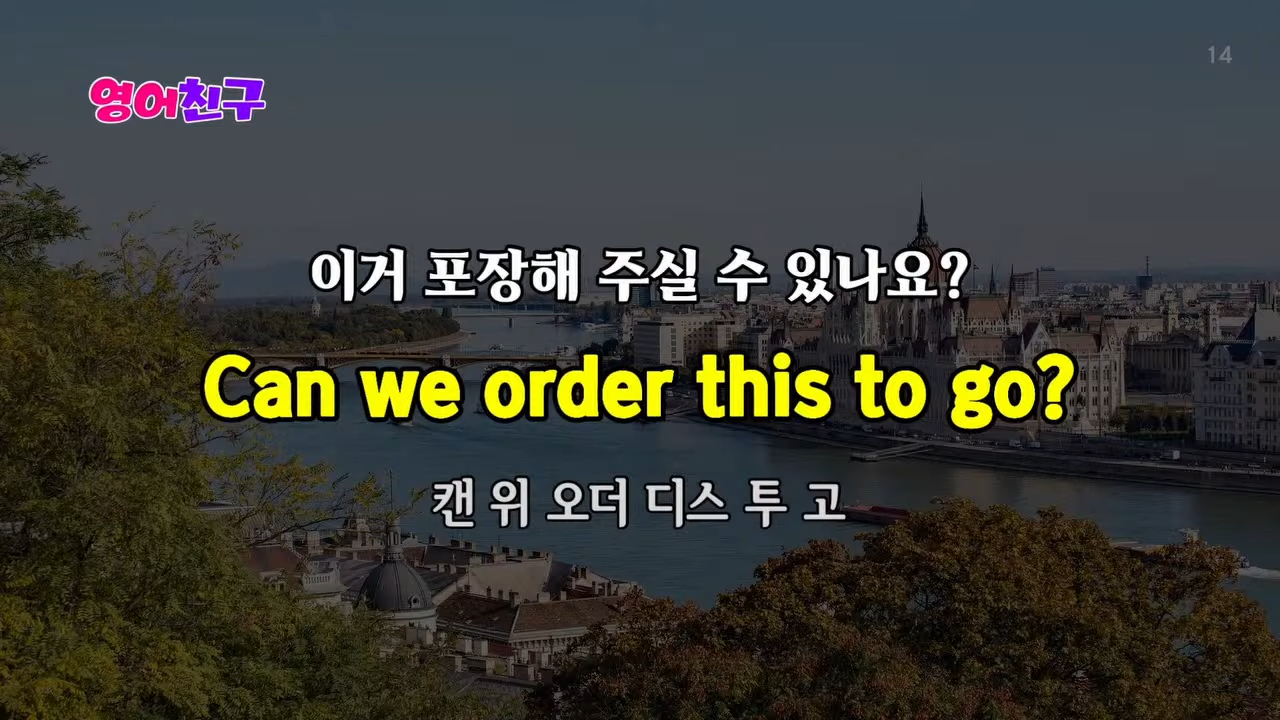 14
영어친구
이거 포장해 주실 수 있나요?
Can we order this to go?
캔 위 오더 디스 투 고